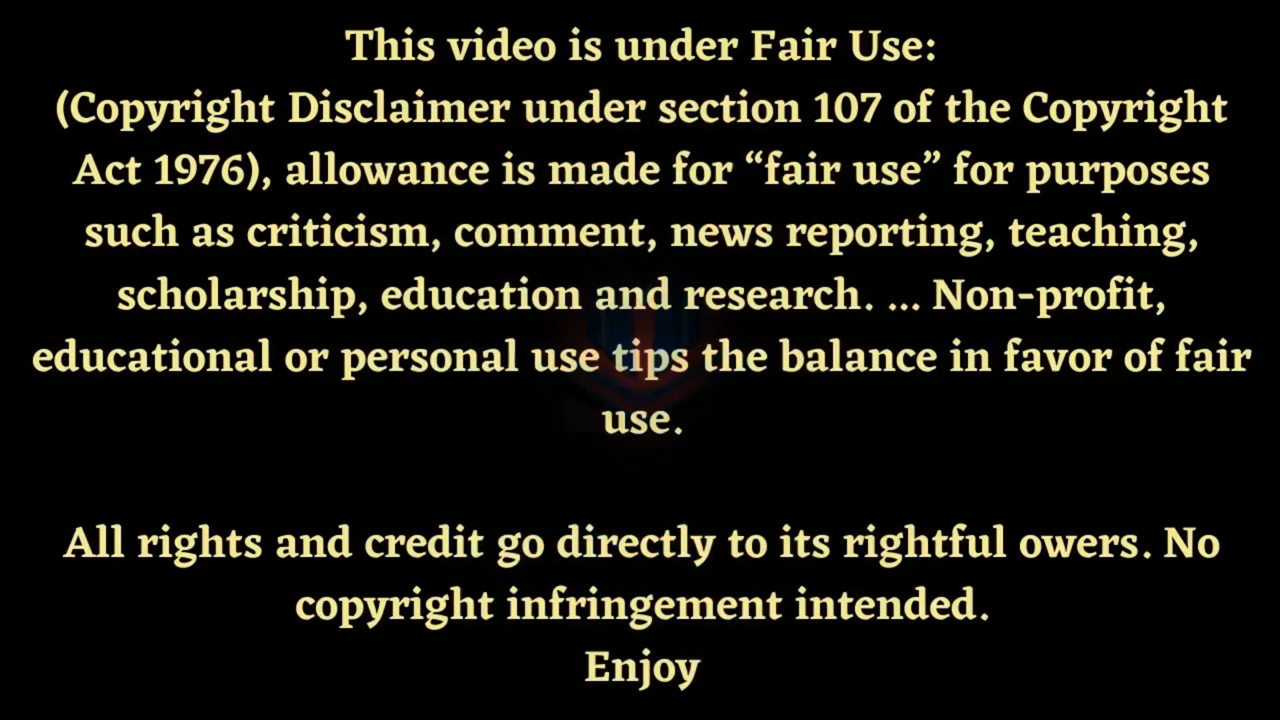 This video is under Fair Use:
(Copyright Disclaimer under section 107 of the Copyright
Act 1976), allowance is made for “fair use” for purposes
such as criticism, comment, news reporting, teaching,
scholarship, education and research. ... Non-profit,
educational or personal use tips the balance in favor of fair
use.
All rights and credit go directly to its rightful owers. No
copyright infringement intended.
Enjoy